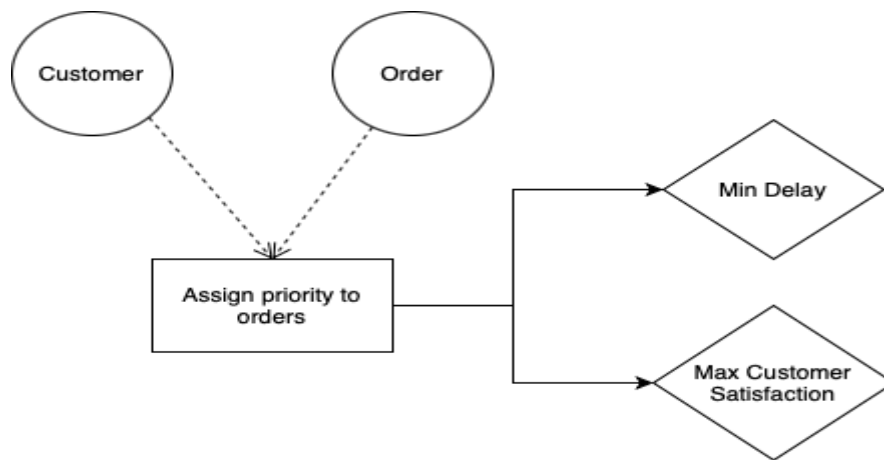 Customer
Order
Min Delay
Assign priority to
orders
Max Customer
Satisfaction